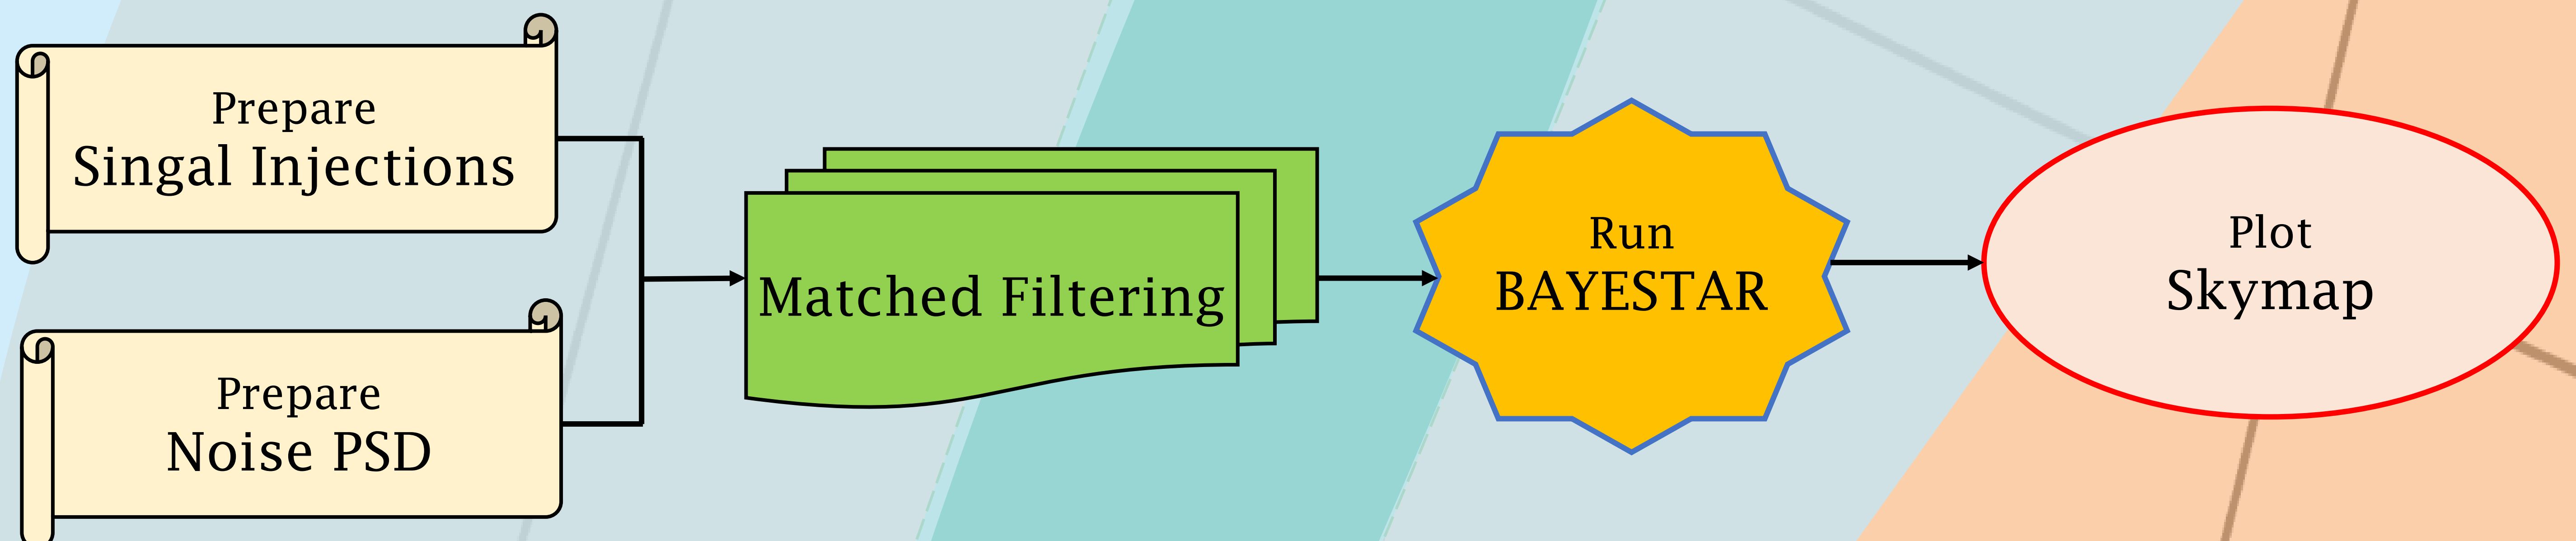 Prepare
Singal Injections
Prepare
Noise PSD
Matched Filtering
Run
BAYESTAR
Plot
Skymap